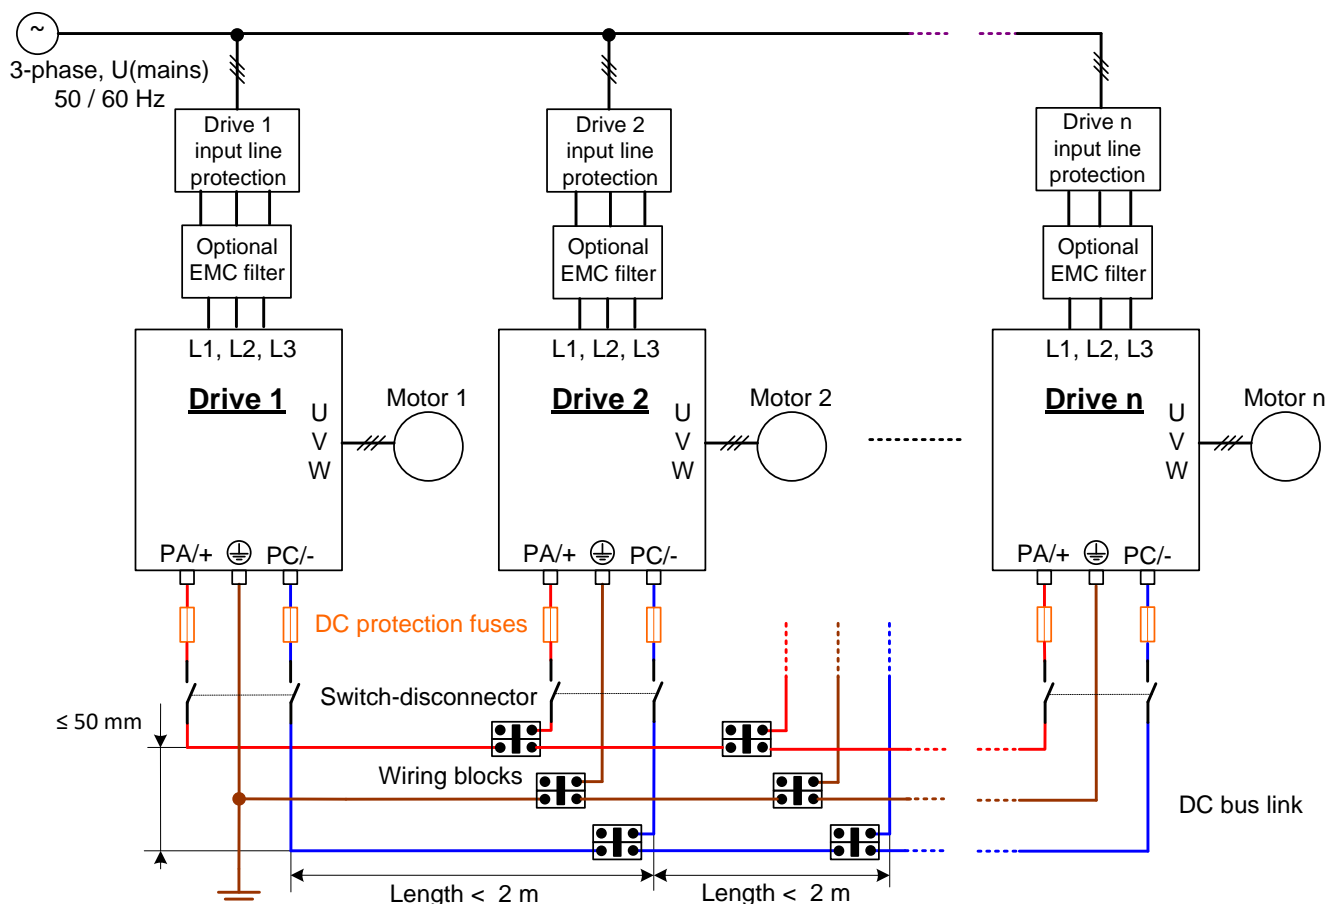 ~
3-phase, U(mains)
50 / 60 Hz
Drive 1
input line
protection
Drive 2
input line
protection
Drive n
input line
protection
Optional
EMC filter
Optional
EMC filter
Optional
EMC filter
L1, L2, L3
L1, L2, L3
L1, L2, L3
Drive 1
U
V
W
Motor 1
Drive 2
U
V
W
Motor 2
Drive n
U
V
W
Motor n
PA/+
PC/-
PA/+
PC/-
PA/+
PC/-
DC protection fuses
Switch-disconnector
≤ 50 mm
Wiring blocks
DC bus link
Length < 2 m
Length < 2 m